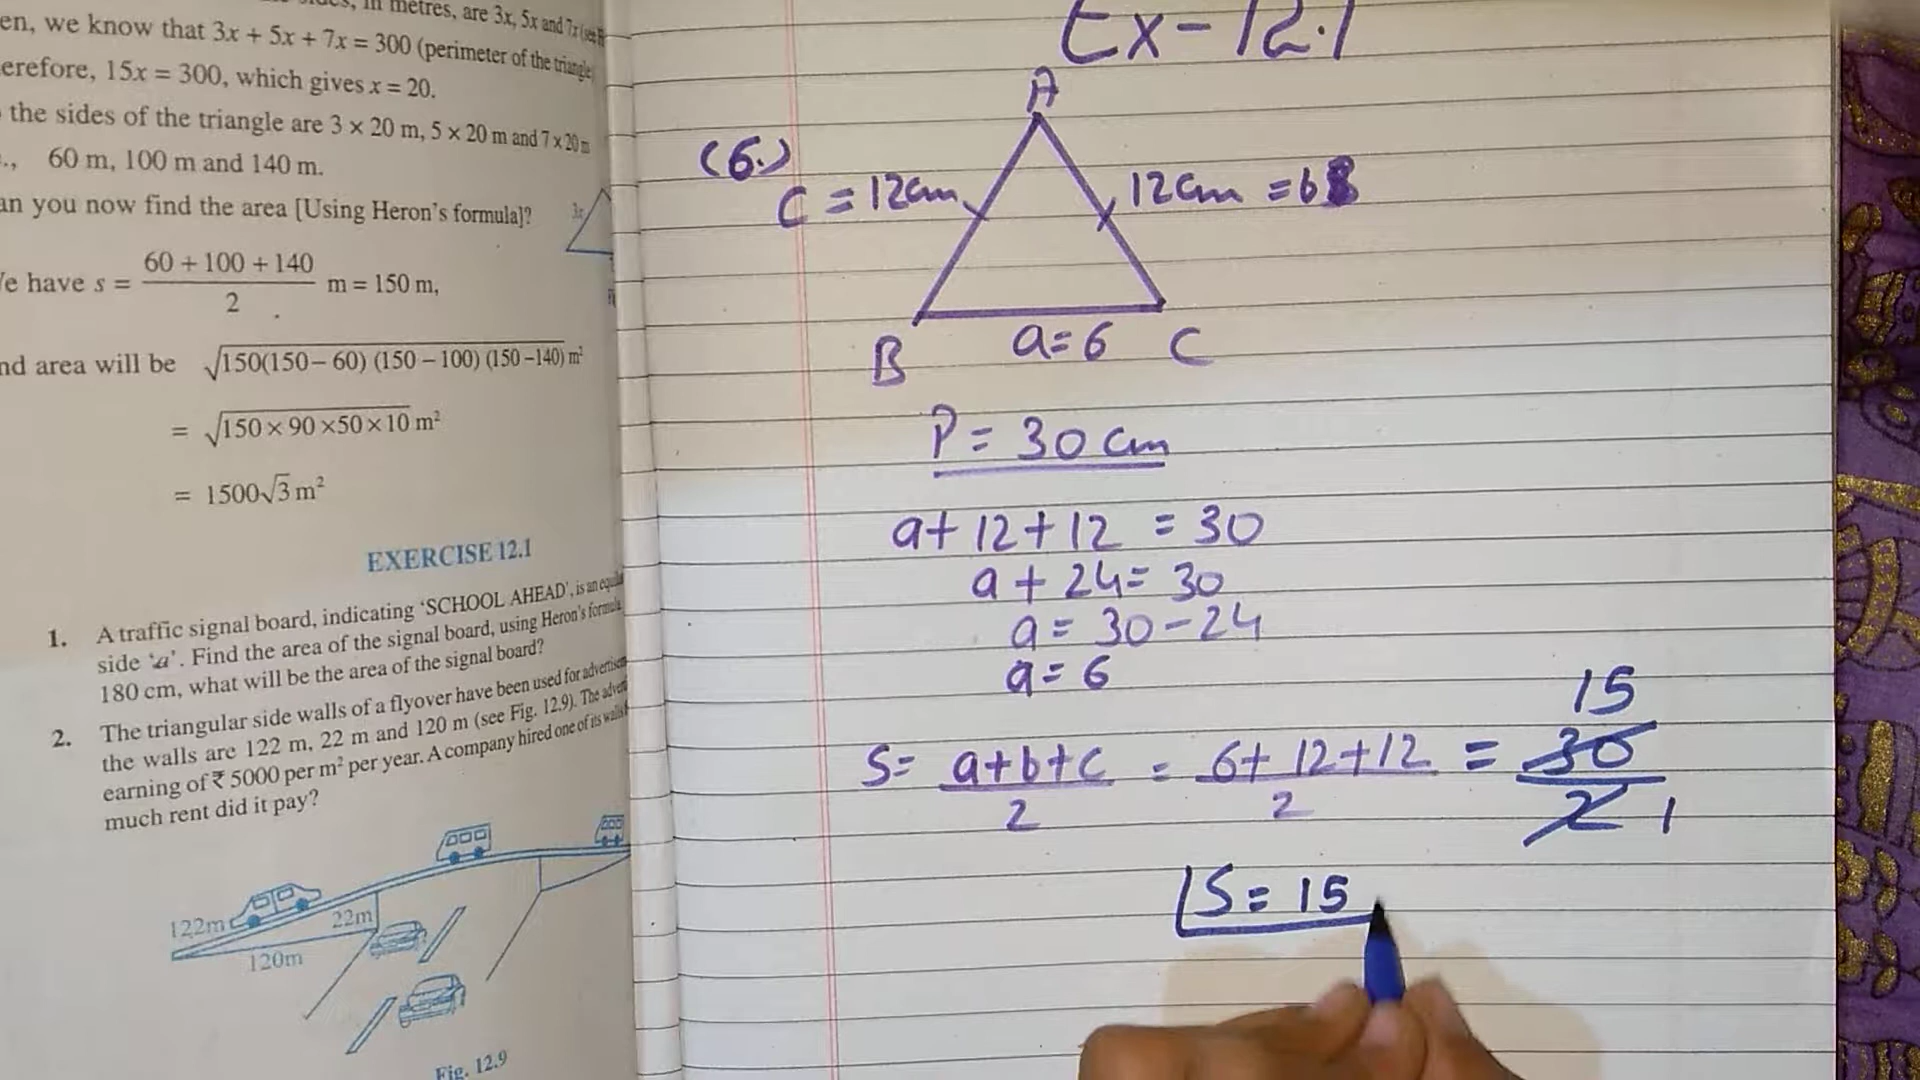 in metres, are 3x, 5x and 7x
en, we know that 3x + 5x + 7x = 300 (perimeter of the triangle
erefore, 15x = 300, which gives x = 20.
the sides of the triangle are 3 × 20 m, 5 × 20 m and 7 × 20 m
., 60 m, 100 m and 140 m.
an you now find the area [Using Heron's formula]?
3x
e have s = (60 + 100 + 140)/2 m = 150 m,
nd area will be √150(150 – 60) (150 – 100) (150 –140) m²
= √150 × 90 ×50 × 10 m²
= 1500√3 m²
EXERCISE 12.1
1. A traffic signal board, indicating 'SCHOOL AHEAD', is an
side 'a'. Find the area of the signal board, using Heron's
180 cm, what will be the area of the signal board?
2. The triangular side walls of a flyover have been used for
the walls are 122 m, 22 m and 120 m (see Fig. 12.9). The
earning of ₹ 5000 per m² per year. A company hired one of its walls
much rent did it pay?
122m
22m
120m
Fig. 12.9
Ex-12.1
A
(6.)
C = 12cm
12cm = b
B
a=6
C
P = 30 cm
a+ 12+12 = 30
a + 24= 30
a = 30-24
a = 6
15
S= a+b+c/2 = 6+ 12+12/2 = 30/2 1
S= 15